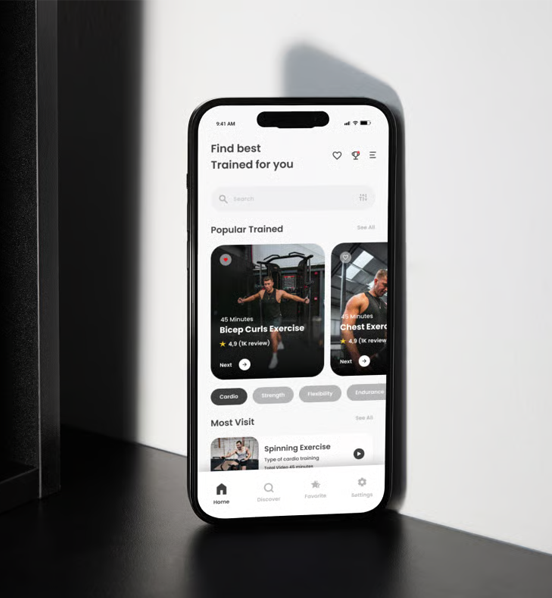 9:41 AM
Find best
Trained for you
Search
Popular Trained
See All
45 Minutes
Bicep Curls Exercise
4,9 (1K review)
Next
45 Minutes
Chest Exerc
4,9 (1K review)
Next
Cardio
Strength
Flexibility
Endurance
Most Visit
See All
Spinning Exercise
Type of cardio training
Total Video 45 minutes
Home
Discover
Favorite
Settings